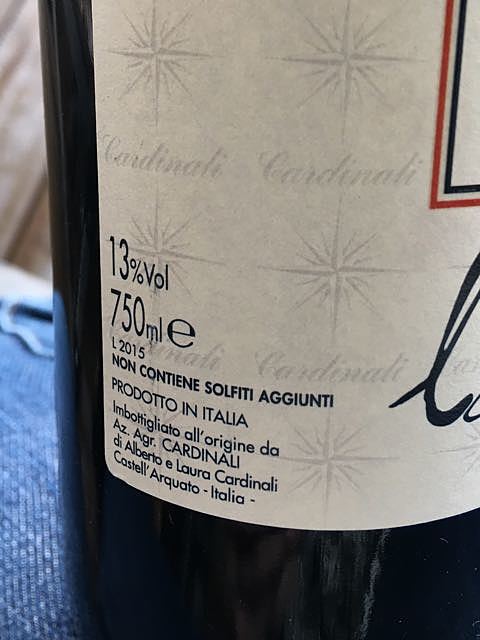 Cardinali Cardinali
13%Vol
750ml e
L 2015
Cardinali
NON CONTIENE SOLFITI AGGIUNTI
PRODOTTO IN ITALIA
Imbottigliato all'origine da
Az. Agr. CARDINALI
di Alberto e Laura Cardinali
Castell'Arquato - Italia -